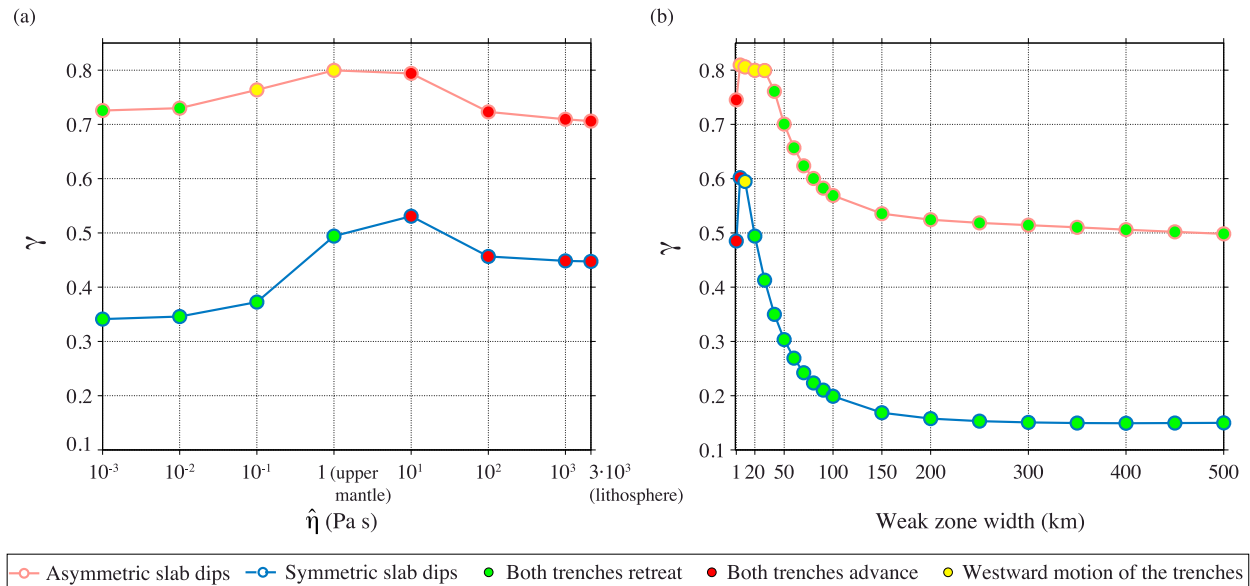 (a)
(b)
0.8
0.7
0.6
0.5
0.4
0.3
0.2
0.1
γ
10⁻³ 10⁻² 10⁻¹ 1 (upper mantle) 10¹ 10² 10³ 3·10³ (lithosphere)
η̂ (Pa s)
0.8
0.7
0.6
0.5
0.4
0.3
0.2
0.1
γ
1 20 50 100 150 200 300 400 500
Weak zone width (km)
Asymmetric slab dips Symmetric slab dips Both trenches retreat Both trenches advance Westward motion of the trenches